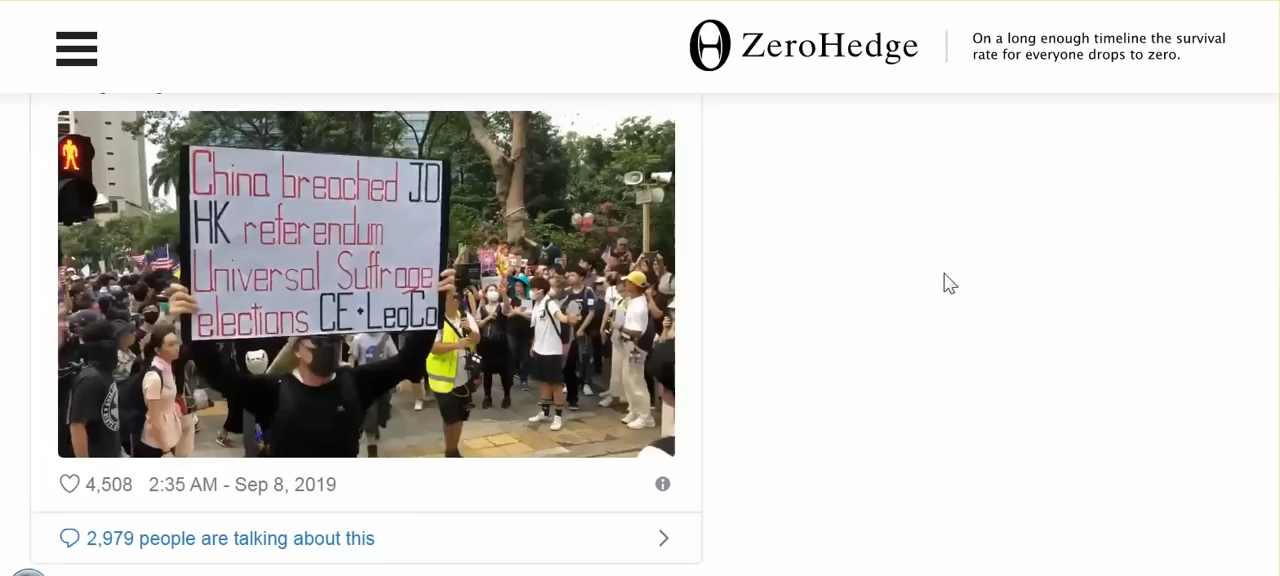 ZeroHedge
On a long enough timeline the survival
rate for everyone drops to zero.
China breached JD
HK referendum
Universal Suffrage
elections CE·LegCo
4,508 2:35 AM - Sep 8, 2019
2,979 people are talking about this